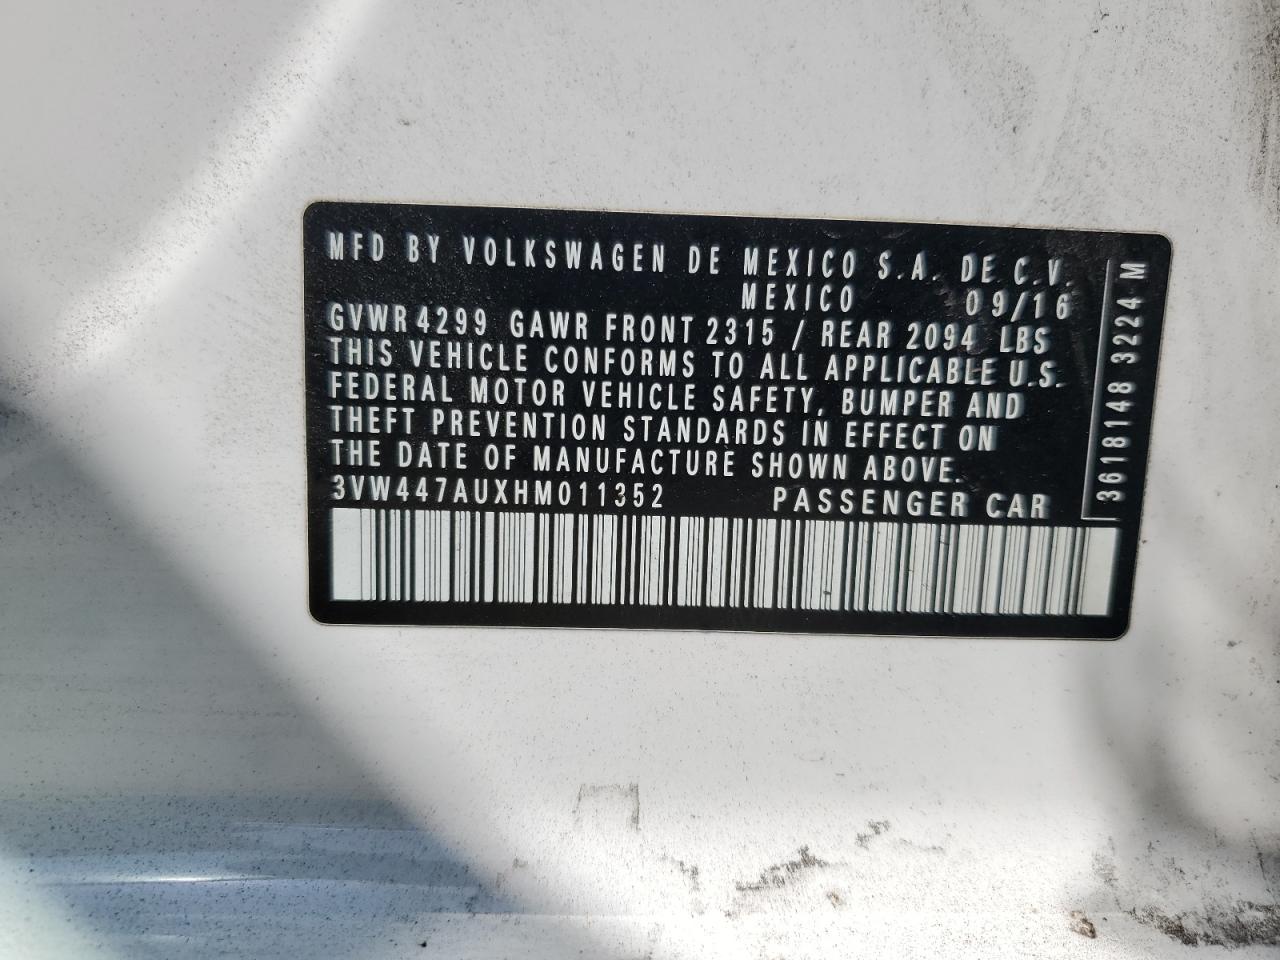 MFD BY VOLKSWAGEN DE MEXICO S.A. DE C.V.
MEXICO 09/16
GVWR 4299 GAWR FRONT 2315 / REAR 2094 LBS
THIS VEHICLE CONFORMS TO ALL APPLICABLE U.S.
FEDERAL MOTOR VEHICLE SAFETY, BUMPER AND
THEFT PREVENTION STANDARDS IN EFFECT ON
THE DATE OF MANUFACTURE SHOWN ABOVE.
3VW447AUXHM011352 PASSENGER CAR
3618148 3224 M